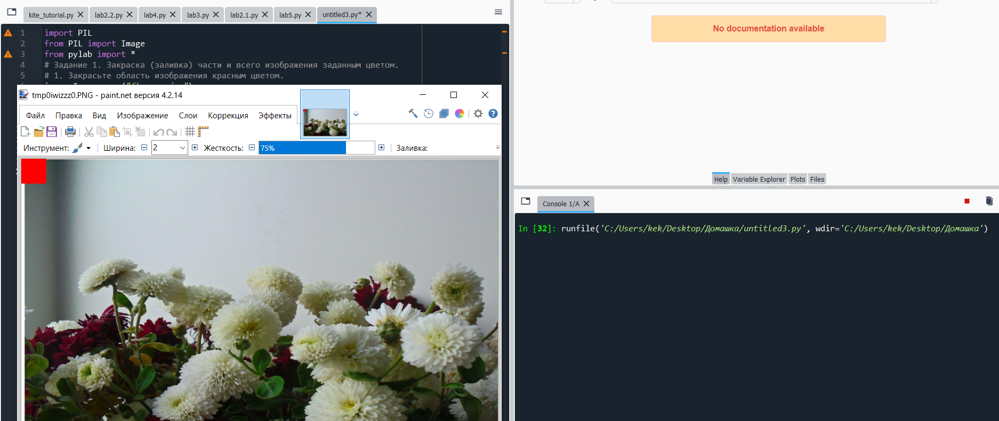 kite_tutorial.py lab2.2.py lab4.py lab3.py lab2.1.py lab5.py untitled3.py*
1 import PIL
2 from PIL import Image
3 from pylab import *
4 # Задание 1. Закраска (заливка) части и всего изображения заданным цветом.
5 # 1. Закрасьте область изображения красным цветом.
tmp0iwizzz0.PNG - paint.net версия 4.2.14
Файл Правка Вид Изображение Слои Коррекция Эффекты
Инструмент: Ширина: 2 Жесткость: 75% Заливка:
No documentation available
Help Variable Explorer Plots Files
Console 1/A
In [32]: runfile('C:/Users/kek/Desktop/Домашка/untitled3.py', wdir='C:/Users/kek/Desktop/Домашка')